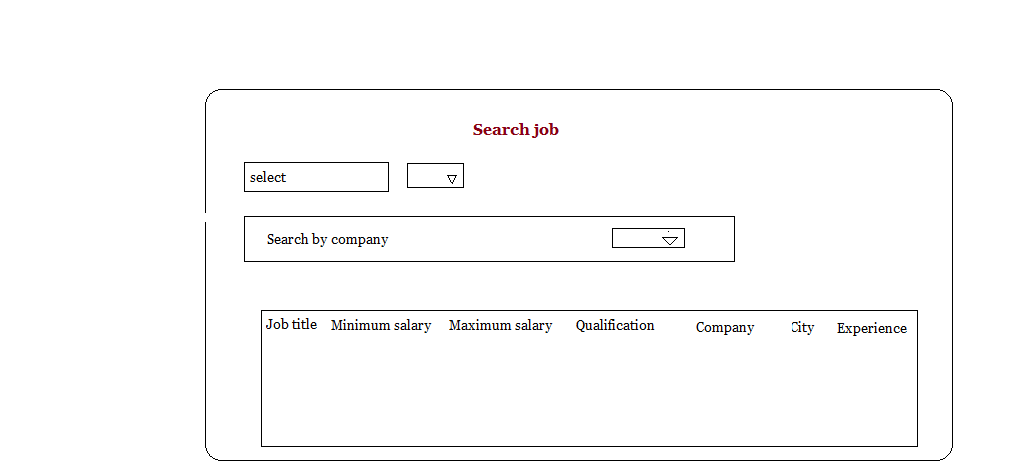 Search job
select
Search by company
Job title Minimum salary Maximum salary Qualification Company City Experience